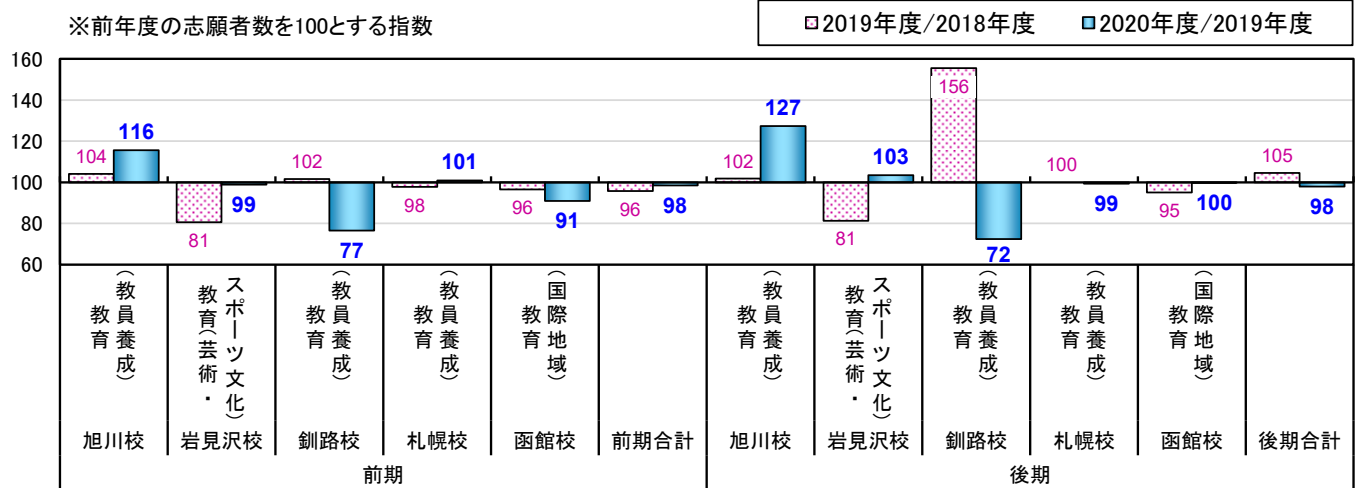 ※前年度の志願者数を100とする指数
2019年度/2018年度 2020年度/2019年度
160
140
120
100
80
60
104
116
81
99
102
77
98
101
96
91
96
98
102
127
81
103
156
72
100
99
95
100
105
98
教育
(教員養成)
教育(芸術・
スポーツ文化)
教育
(教員養成)
教育
(教員養成)
教育
(国際地域)
教育
(教員養成)
教育(芸術・
スポーツ文化)
教育
(教員養成)
教育
(教員養成)
教育
(国際地域)
旭川校 岩見沢校 釧路校 札幌校 函館校 前期合計 旭川校 岩見沢校 釧路校 札幌校 函館校 後期合計
前期 後期